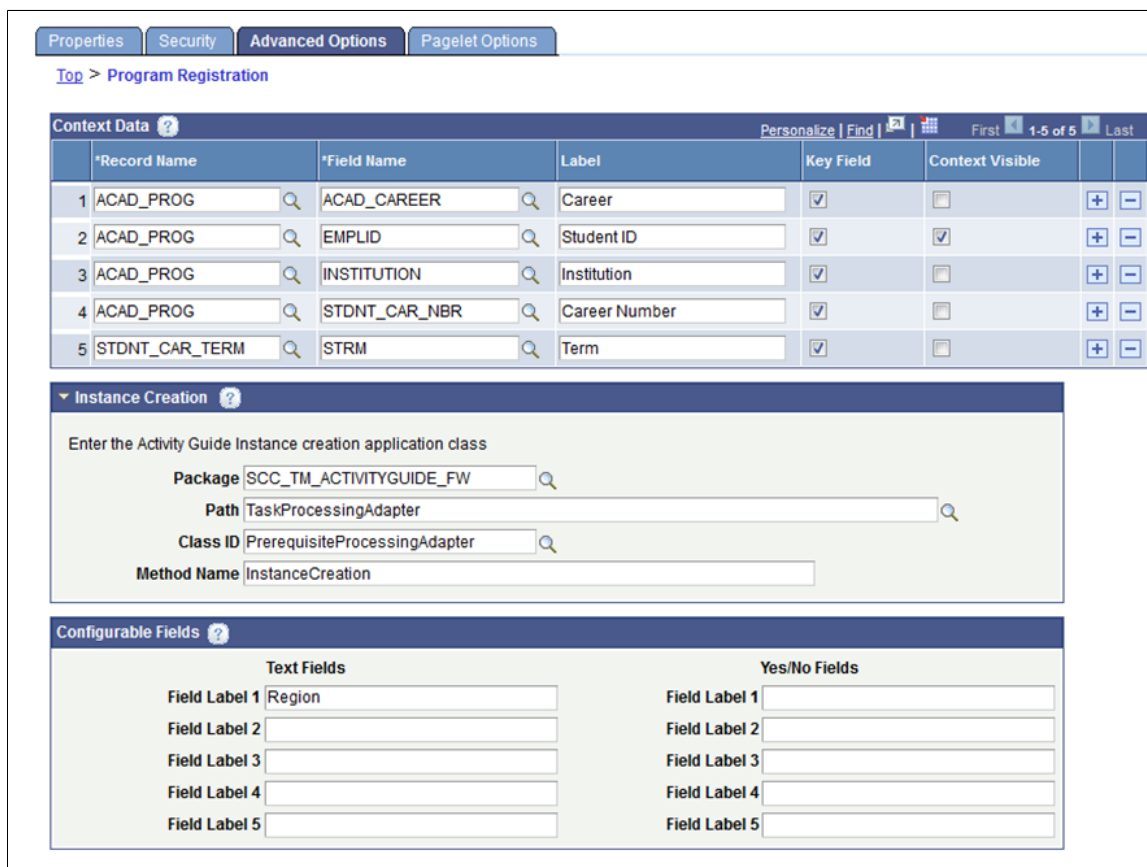 Properties Security Advanced Options Pagelet Options
Top > Program Registration
Context Data ? Personalize | Find | | First 1-5 of 5 Last
*Record Name *Field Name Label Key Field Context Visible
1 ACAD_PROG ACAD_CAREER Career + -
2 ACAD_PROG EMPLID Student ID + -
3 ACAD_PROG INSTITUTION Institution + -
4 ACAD_PROG STDNT_CAR_NBR Career Number + -
5 STDNT_CAR_TERM STRM Term + -
Instance Creation ?
Enter the Activity Guide Instance creation application class
Package SCC_TM_ACTIVITYGUIDE_FW
Path TaskProcessingAdapter
Class ID PrerequisiteProcessingAdapter
Method Name InstanceCreation
Configurable Fields ?
Text Fields Yes/No Fields
Field Label 1 Region Field Label 1
Field Label 2 Field Label 2
Field Label 3 Field Label 3
Field Label 4 Field Label 4
Field Label 5 Field Label 5